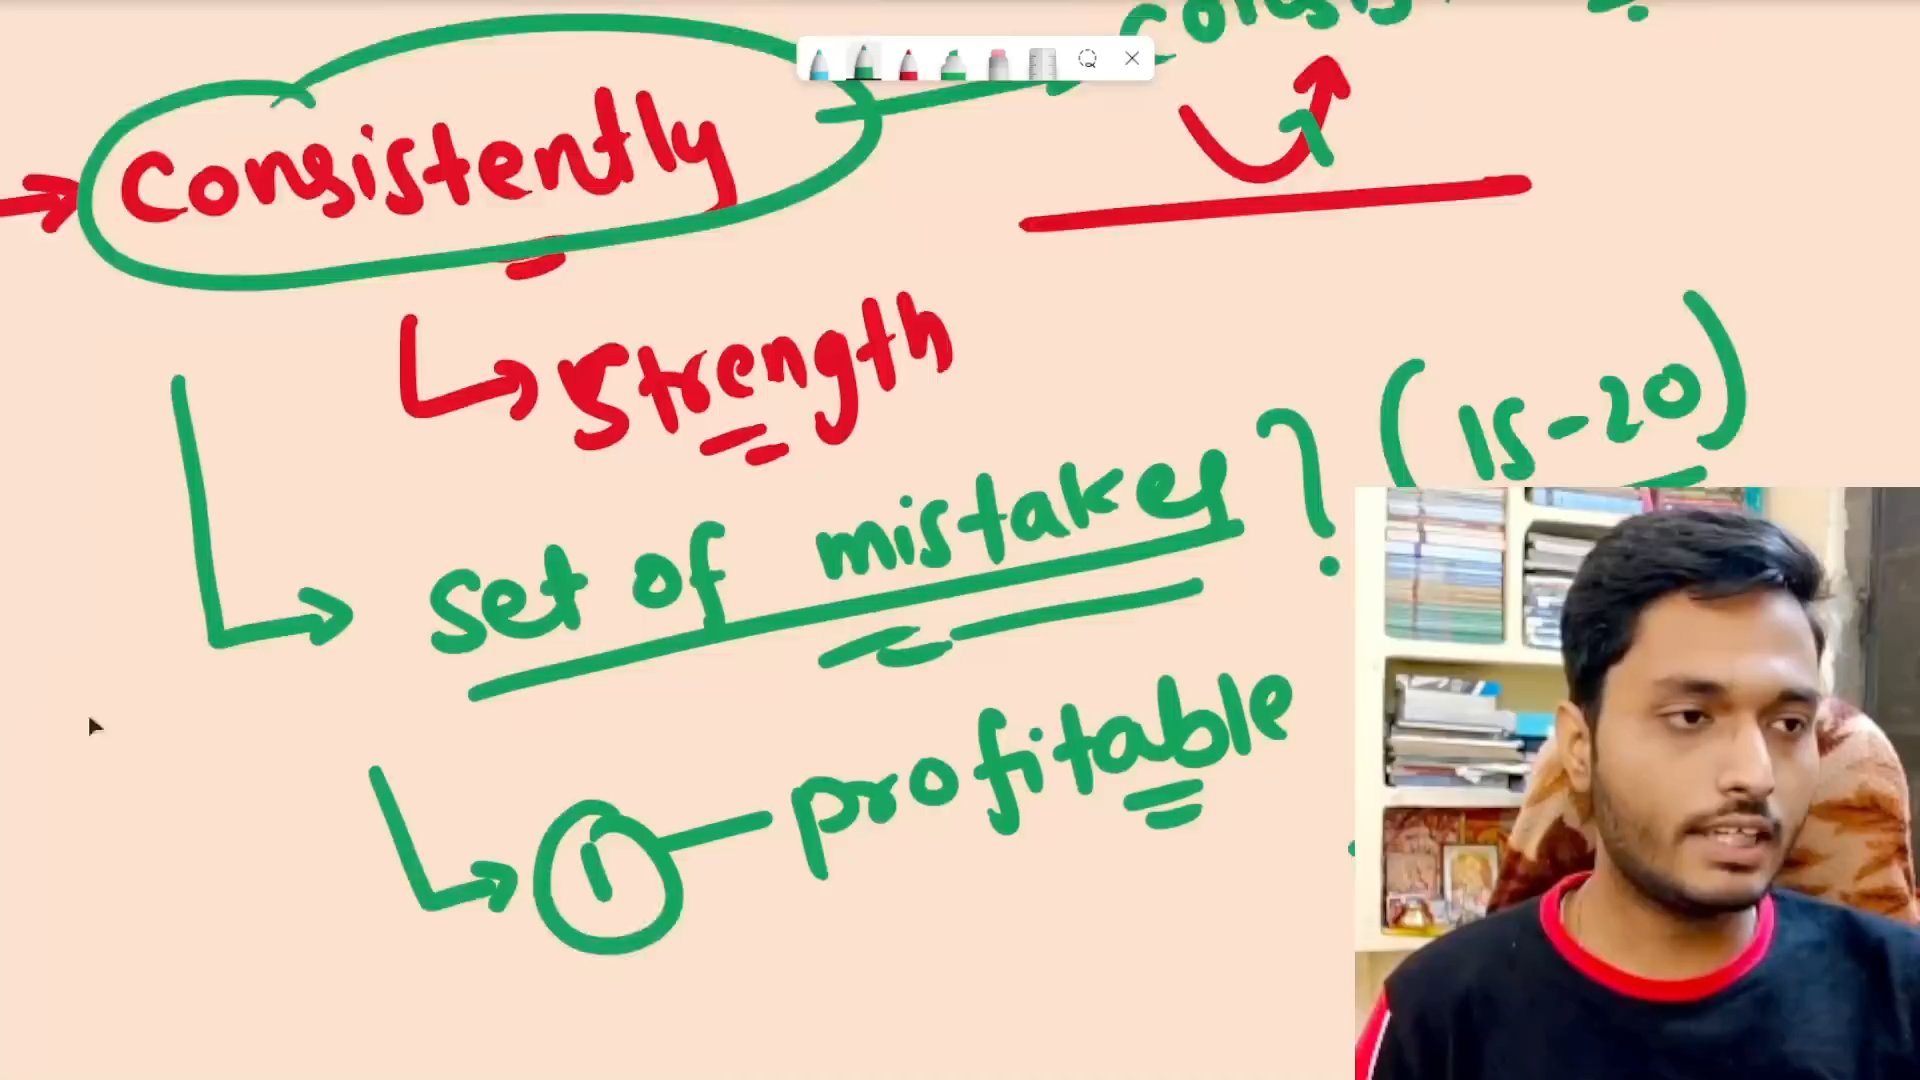 Consistently
Strength
(15-20)
set of mistakes ?
1 - profitable